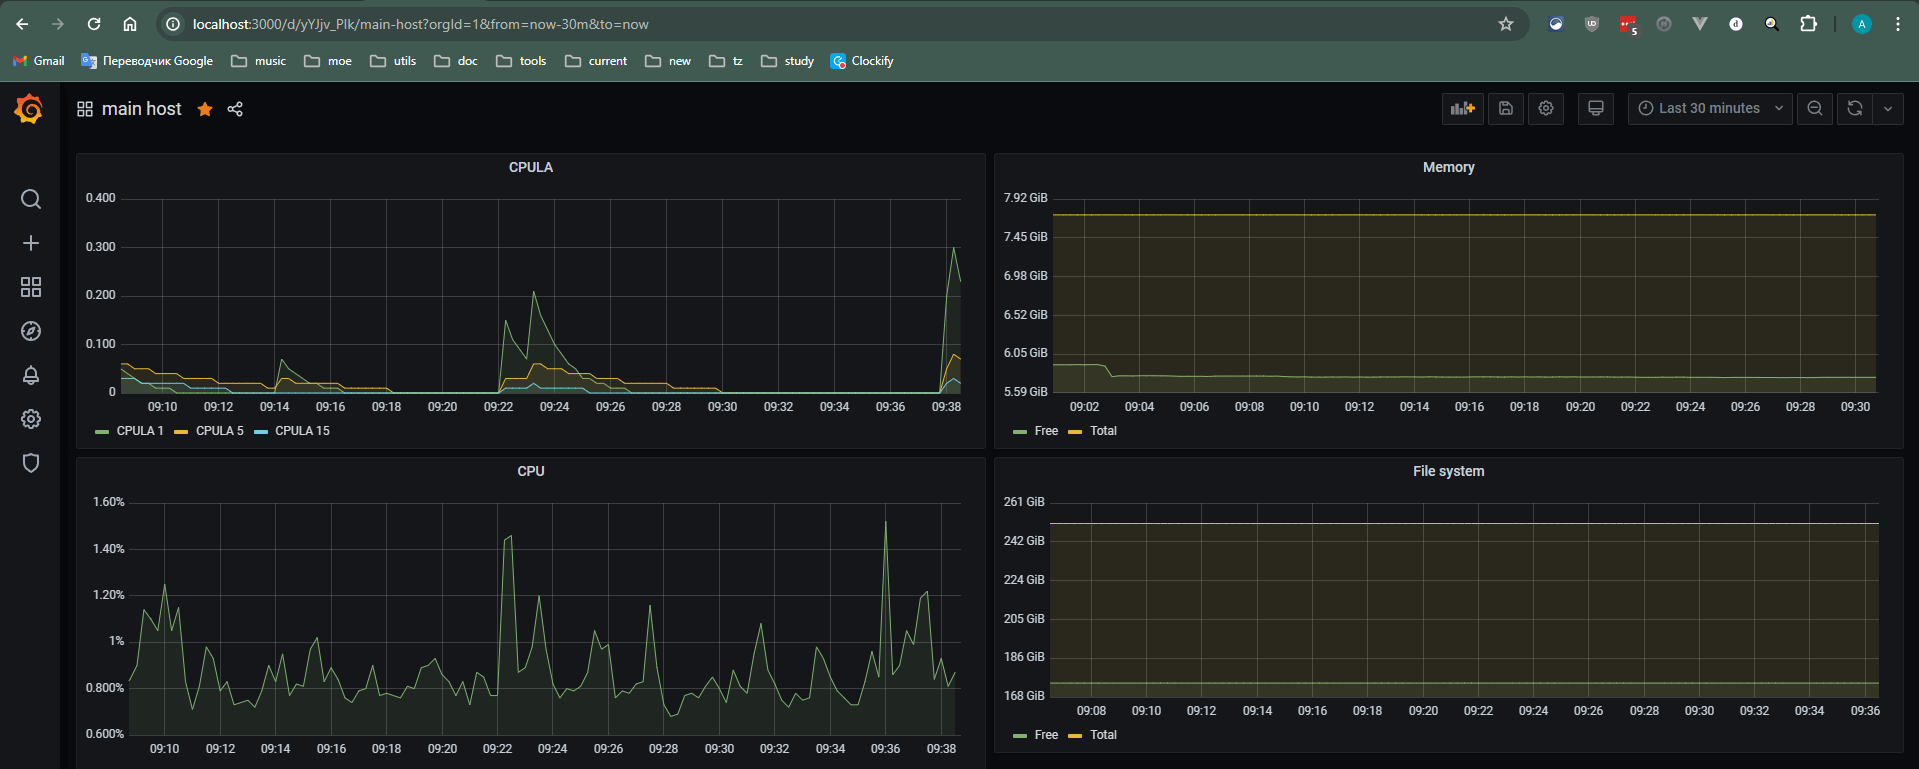 localhost:3000/d/yYJjv_Plk/main-host?orgId=1&from=now-30m&to=now
5
A
Gmail Переводчик Google music moe utils doc tools current new tz study Clockify
main host
Last 30 minutes
CPULA
0.400
0.300
0.200
0.100
0
09:10 09:12 09:14 09:16 09:18 09:20 09:22 09:24 09:26 09:28 09:30 09:32 09:34 09:36 09:38
CPULA 1 CPULA 5 CPULA 15
Memory
7.92 GiB
7.45 GiB
6.98 GiB
6.52 GiB
6.05 GiB
5.59 GiB
09:02 09:04 09:06 09:08 09:10 09:12 09:14 09:16 09:18 09:20 09:22 09:24 09:26 09:28 09:30
Free Total
CPU
1.60%
1.40%
1.20%
1%
0.800%
0.600%
09:10 09:12 09:14 09:16 09:18 09:20 09:22 09:24 09:26 09:28 09:30 09:32 09:34 09:36 09:38
File system
261 GiB
242 GiB
224 GiB
205 GiB
186 GiB
168 GiB
09:08 09:10 09:12 09:14 09:16 09:18 09:20 09:22 09:24 09:26 09:28 09:30 09:32 09:34 09:36
Free Total